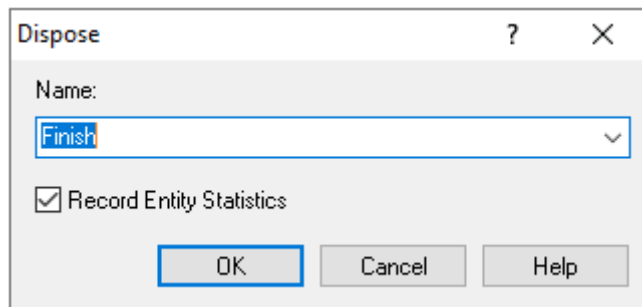 Dispose ?
Name:
Finish
Record Entity Statistics
OK Cancel Help